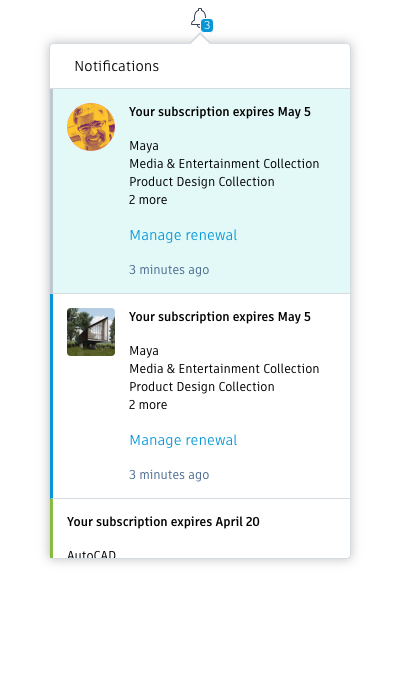 3
Notifications
Your subscription expires May 5
Maya
Media & Entertainment Collection
Product Design Collection
2 more
Manage renewal
3 minutes ago
Your subscription expires May 5
Maya
Media & Entertainment Collection
Product Design Collection
2 more
Manage renewal
3 minutes ago
Your subscription expires April 20
AutoCAD